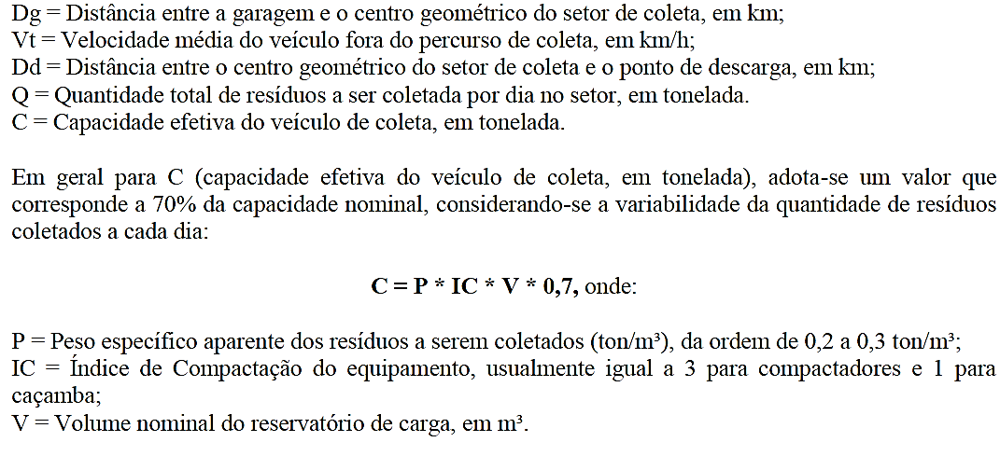 Dg = Distância entre a garagem e o centro geométrico do setor de coleta, em km;
Vt = Velocidade média do veículo fora do percurso de coleta, em km/h;
Dd = Distância entre o centro geométrico do setor de coleta e o ponto de descarga, em km;
Q = Quantidade total de resíduos a ser coletada por dia no setor, em tonelada.
C = Capacidade efetiva do veículo de coleta, em tonelada.
Em geral para C (capacidade efetiva do veículo de coleta, em tonelada), adota-se um valor que
corresponde a 70% da capacidade nominal, considerando-se a variabilidade da quantidade de resíduos
coletados a cada dia:
C = P * IC * V * 0,7, onde:
P = Peso específico aparente dos resíduos a serem coletados (ton/m³), da ordem de 0,2 a 0,3 ton/m³;
IC = Índice de Compactação do equipamento, usualmente igual a 3 para compactadores e 1 para
caçamba;
V = Volume nominal do reservatório de carga, em m³.